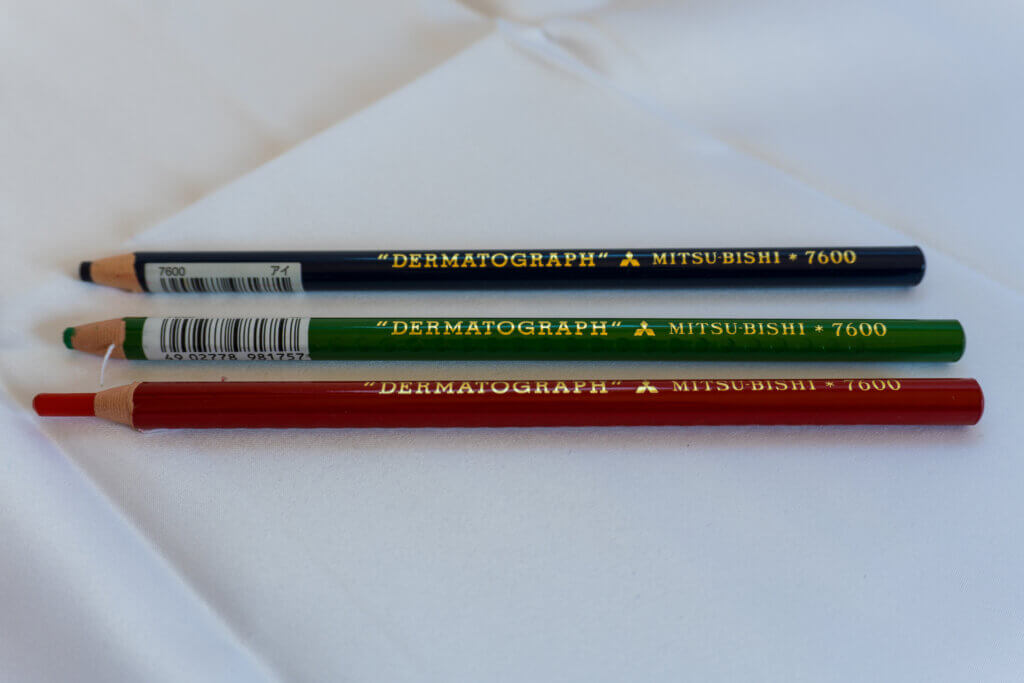 7600 アイ
"DERMATOGRAPH" MITSU-BISHI * 7600
49 02778 981757
"DERMATOGRAPH" MITSU-BISHI * 7600
"DERMATOGRAPH" MITSU-BISHI * 7600